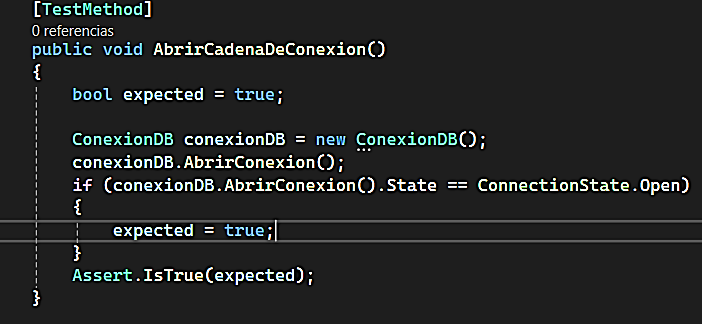 [TestMethod]
0 referencias
public void AbrirCadenaDeConexion()
{
bool expected = true;
ConexionDB conexionDB = new ConexionDB();
conexionDB.AbrirConexion();
if (conexionDB.AbrirConexion().State == ConnectionState.Open)
{
expected = true;
}
Assert.IsTrue(expected);
}